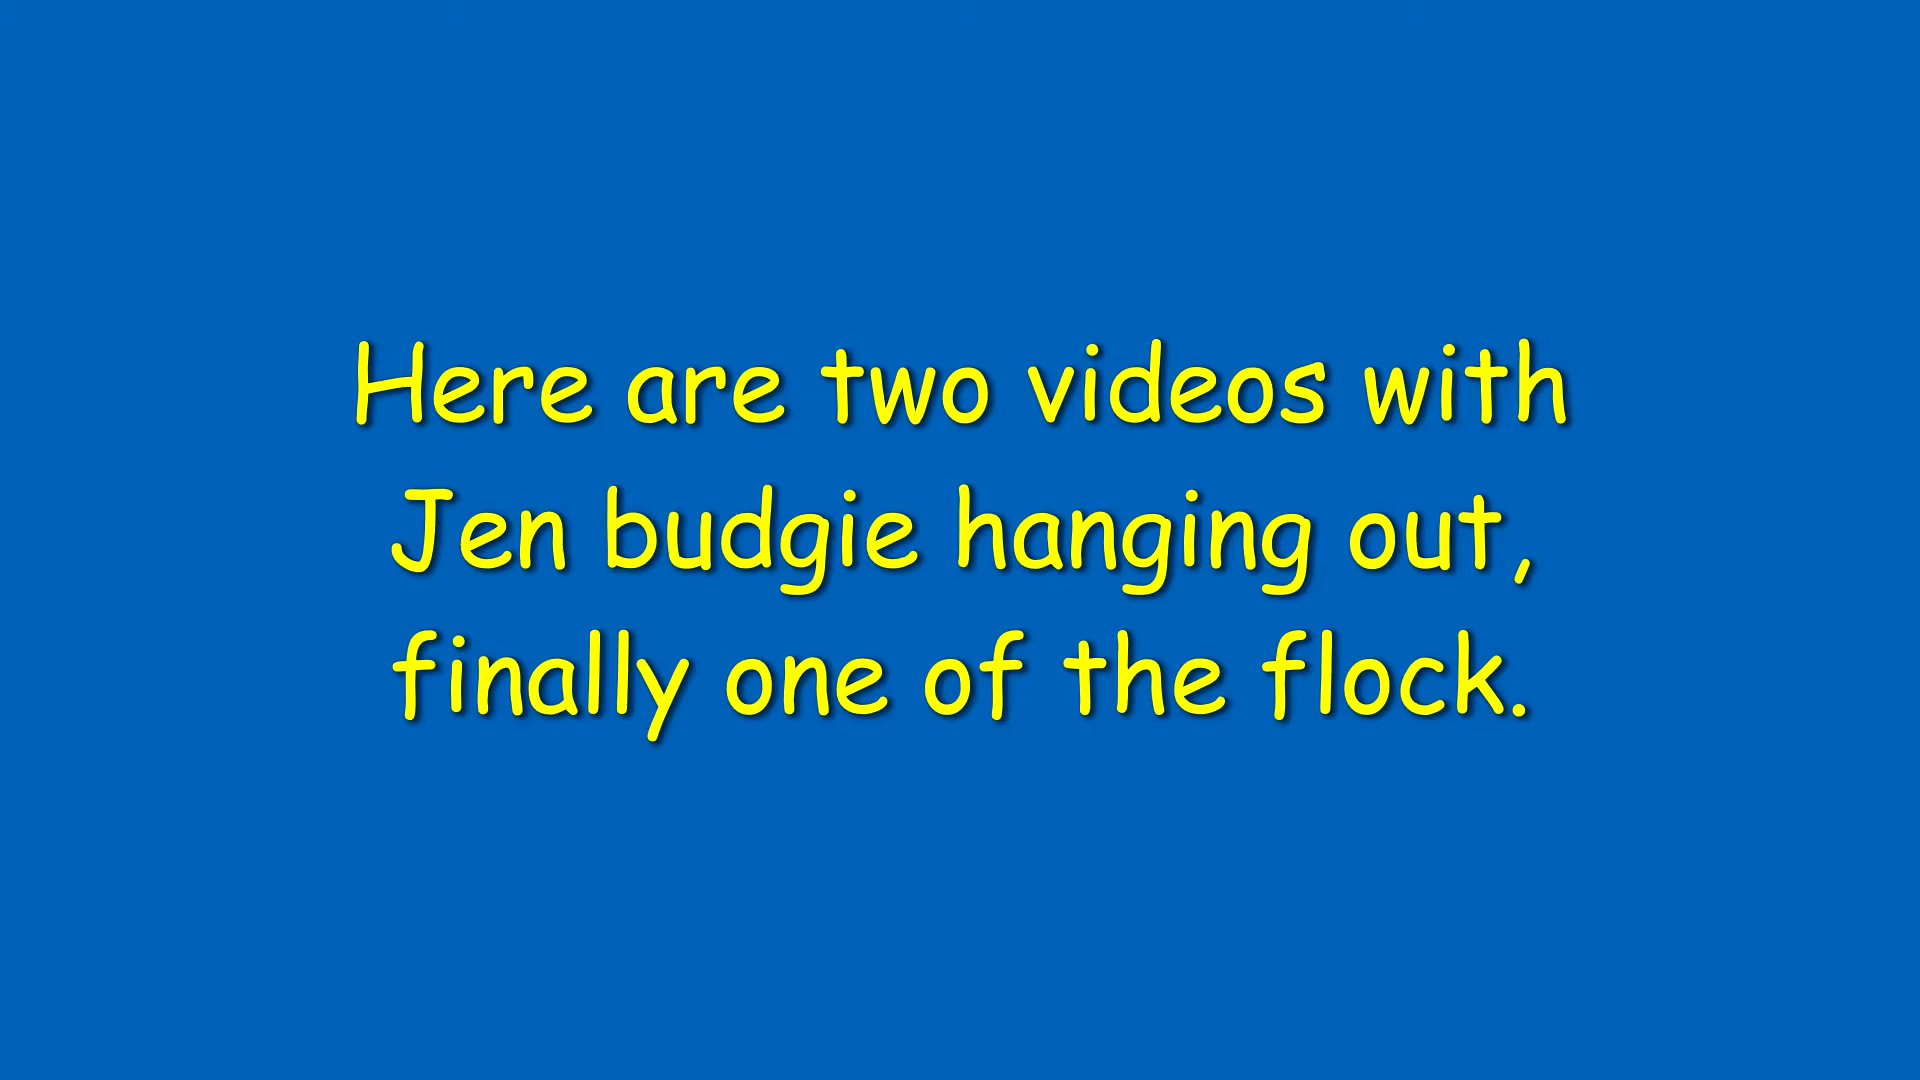 Here are two videos with
Jen budgie hanging out,
finally one of the flock.